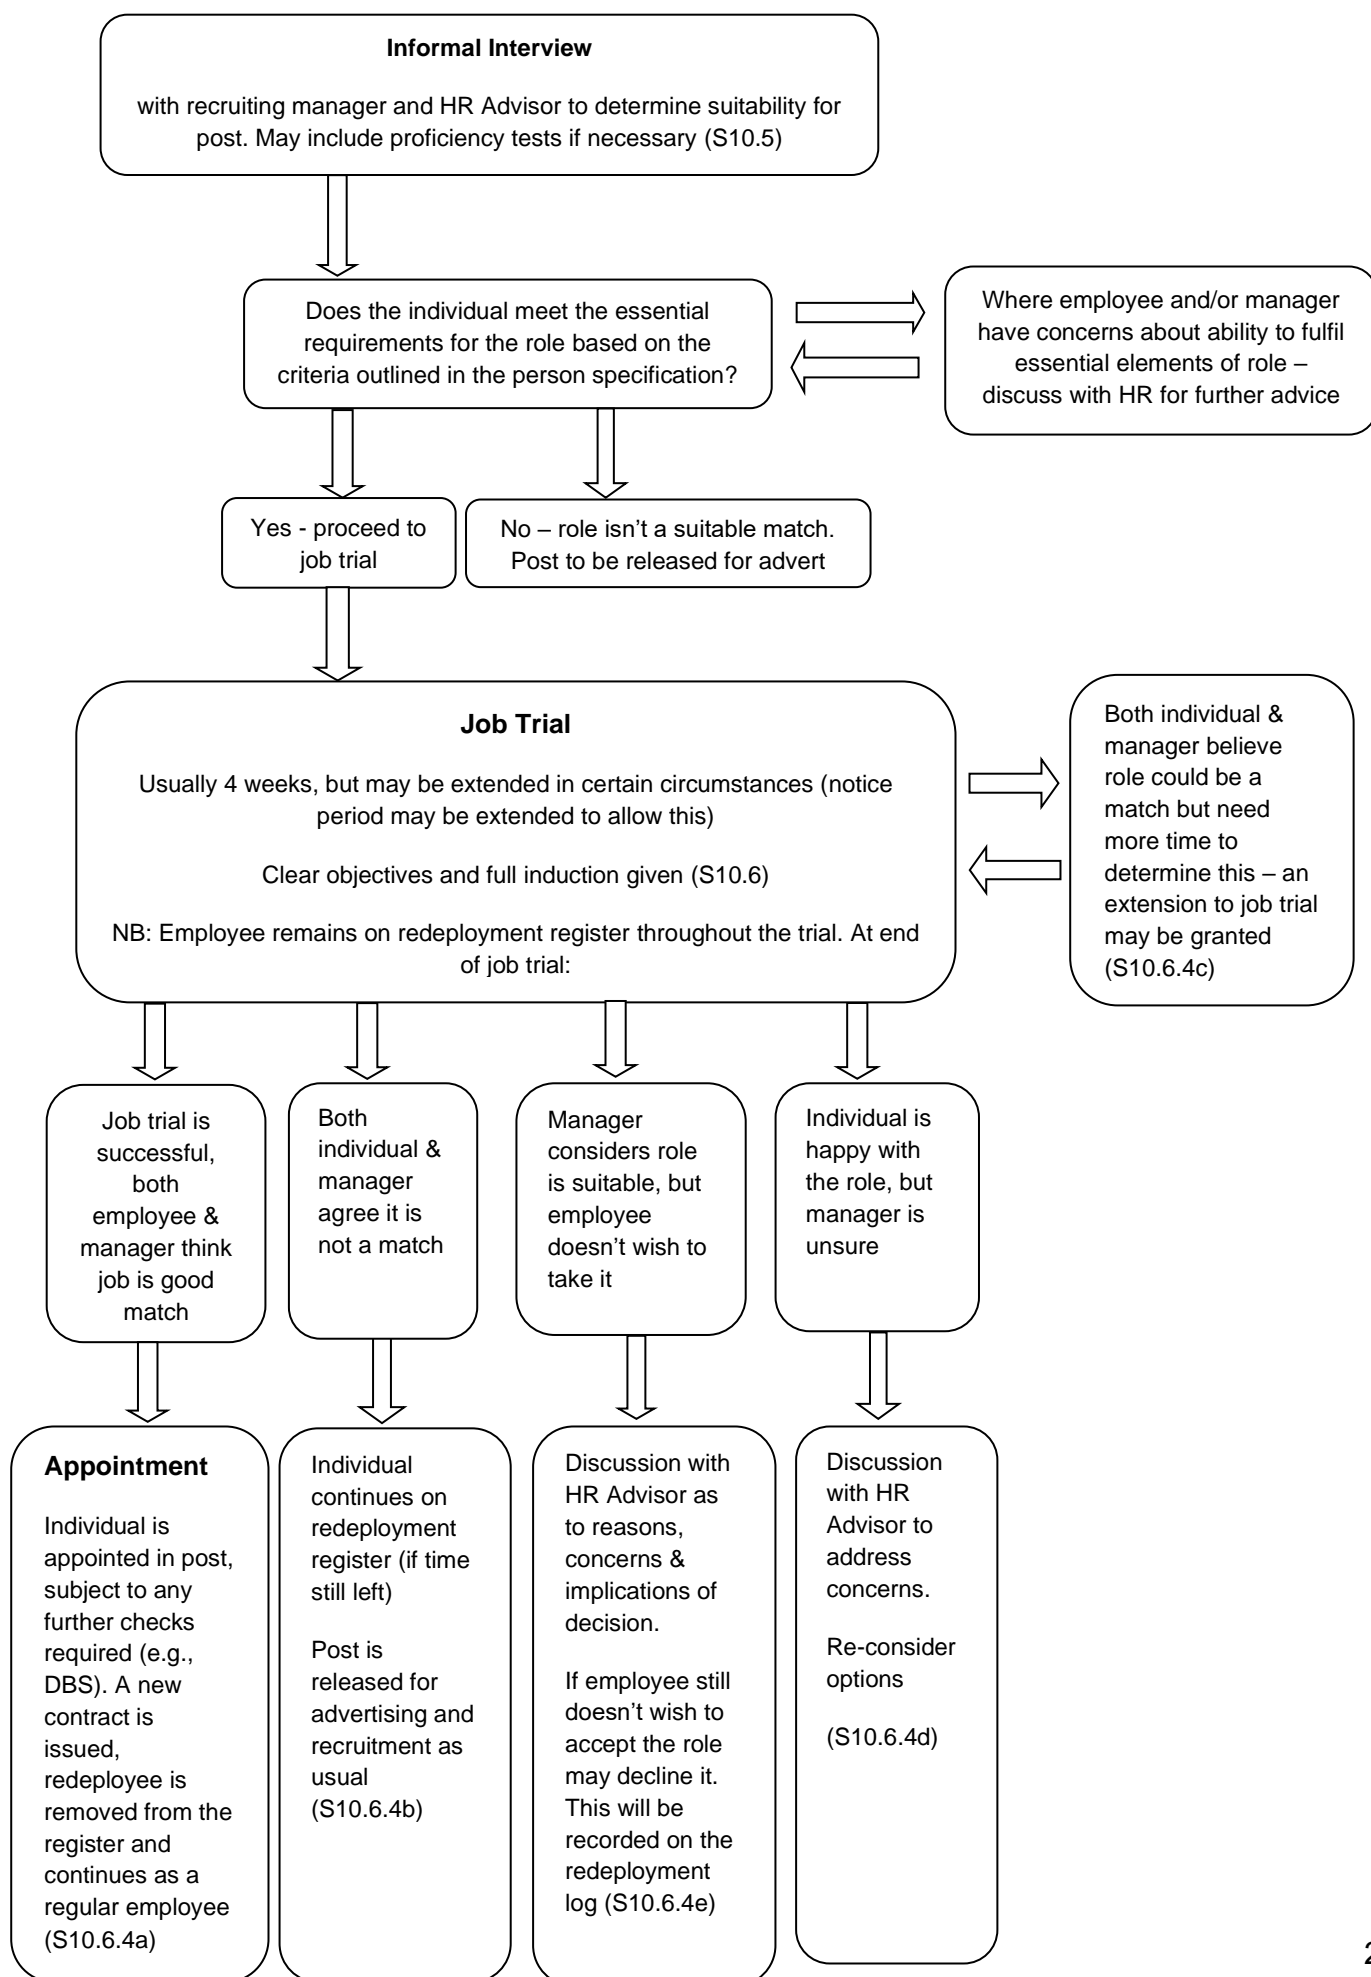 Informal Interview
with recruiting manager and HR Advisor to determine suitability for
post. May include proficiency tests if necessary (S10.5)
Does the individual meet the essential
requirements for the role based on the
criteria outlined in the person specification?
Where employee and/or manager
have concerns about ability to fulfil
essential elements of role –
discuss with HR for further advice
Yes - proceed to
job trial
No – role isn’t a suitable match.
Post to be released for advert
Job Trial
Usually 4 weeks, but may be extended in certain circumstances (notice
period may be extended to allow this)
Clear objectives and full induction given (S10.6)
NB: Employee remains on redeployment register throughout the trial. At end
of job trial:
Both individual &
manager believe
role could be a
match but need
more time to
determine this – an
extension to job trial
may be granted
(S10.6.4c)
Job trial is
successful,
both
employee &
manager think
job is good
match
Both
individual &
manager
agree it is
not a match
Manager
considers role
is suitable, but
employee
doesn’t wish to
take it
Individual is
happy with
the role, but
manager is
unsure
Appointment
Individual is
appointed in post,
subject to any
further checks
required (e.g.,
DBS). A new
contract is
issued,
redeployee is
removed from the
register and
continues as a
regular employee
(S10.6.4a)
Individual
continues on
redeployment
register (if time
still left)
Post is
released for
advertising and
recruitment as
usual
(S10.6.4b)
Discussion with
HR Advisor as
to reasons,
concerns &
implications of
decision.
If employee still
doesn’t wish to
accept the role
may decline it.
This will be
recorded on the
redeployment
log (S10.6.4e)
Discussion
with HR
Advisor to
address
concerns.
Re-consider
options
(S10.6.4d)